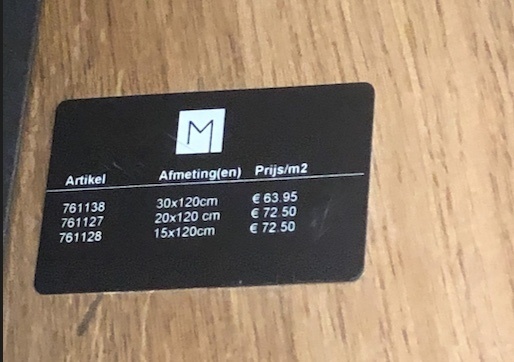 M
Artikel Afmeting(en) Prijs/m2
761138 30x120cm € 63.95
761127 20x120 cm € 72 50
761128 15x120cm € 72.50